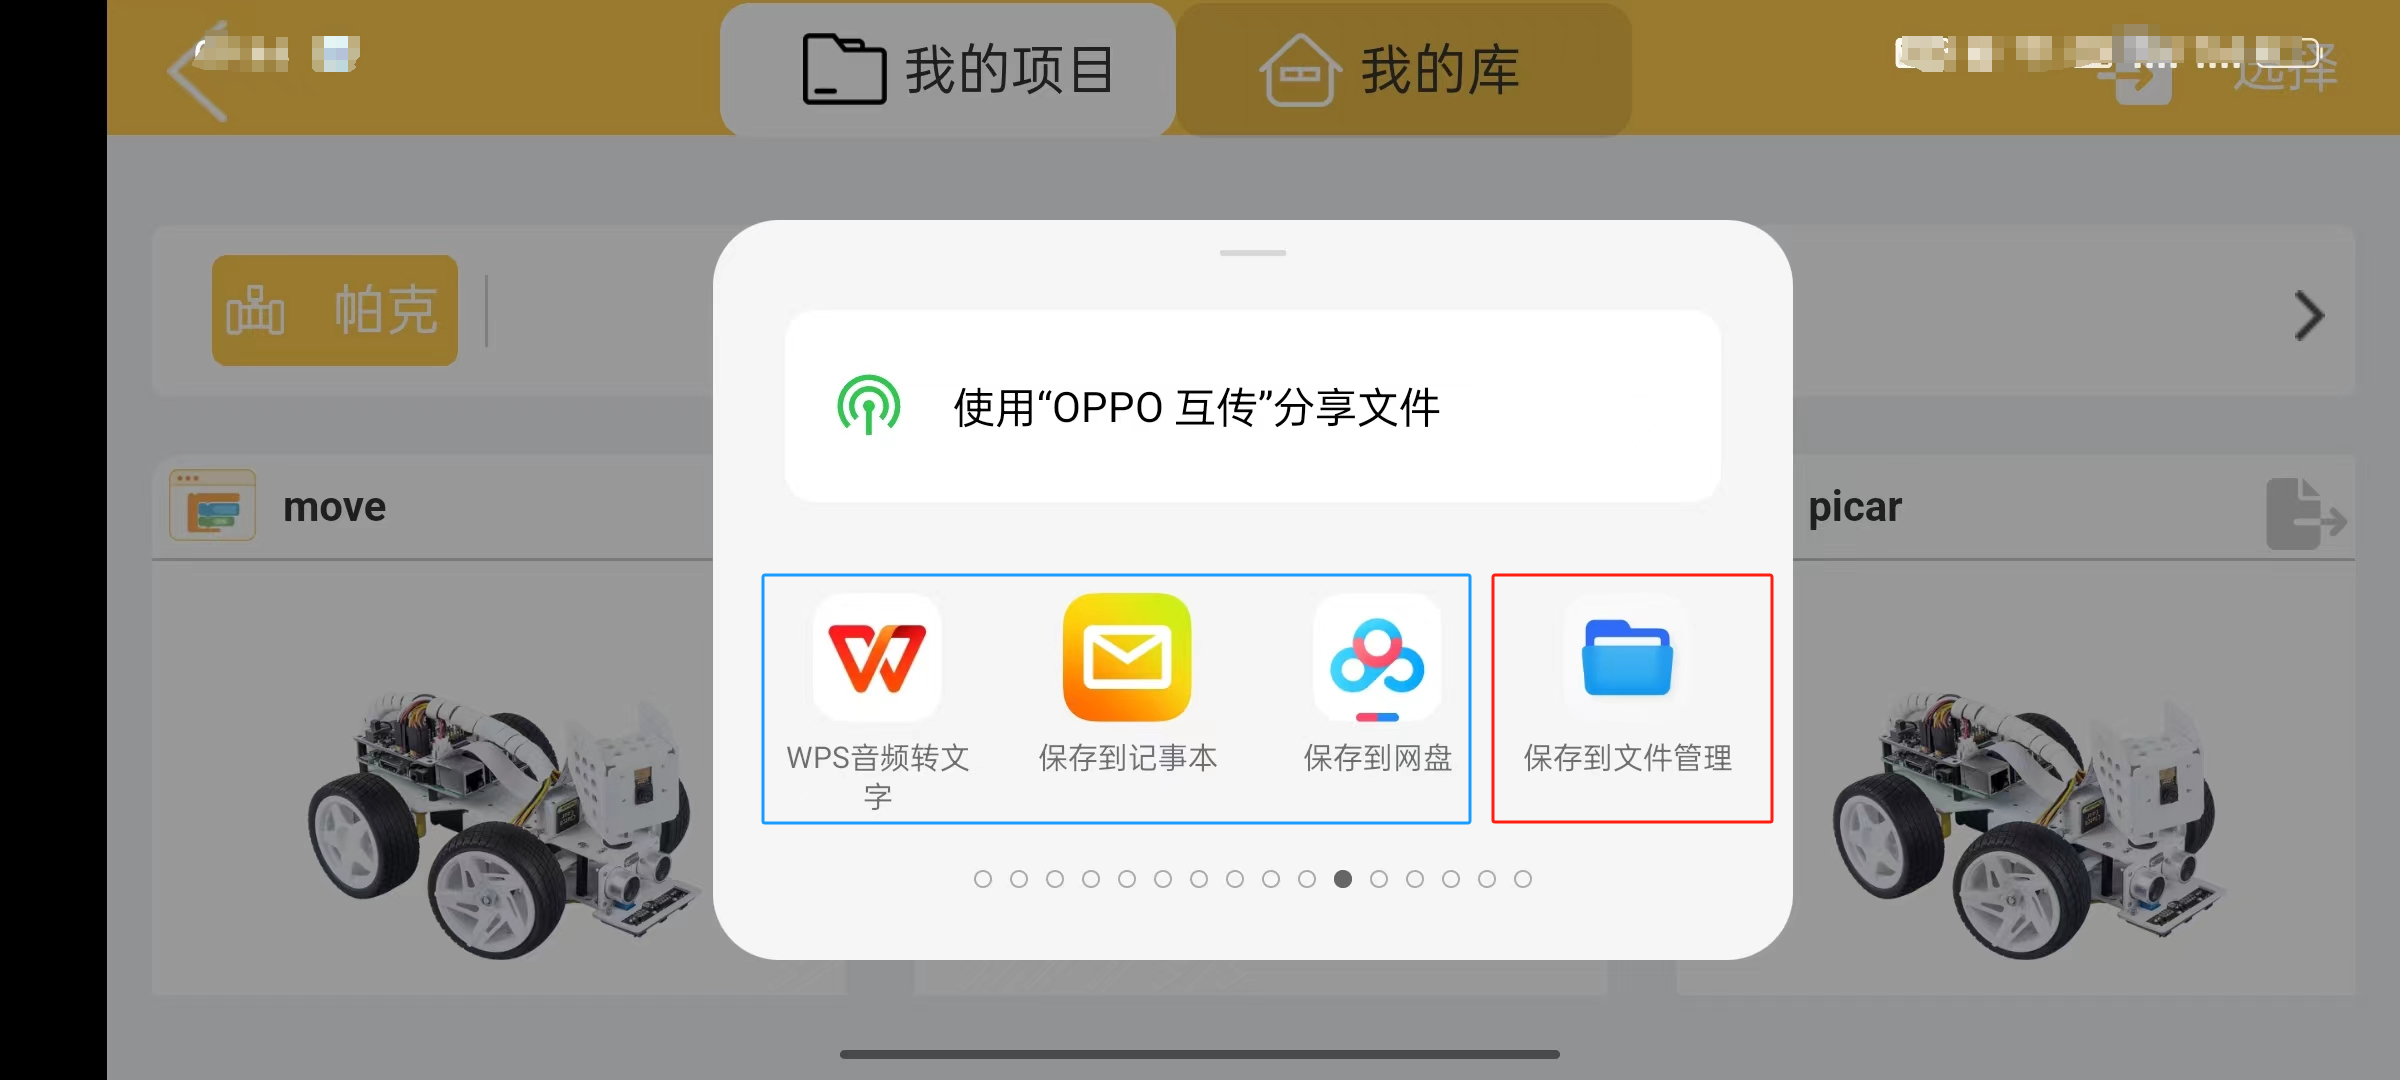 我的项目
我的库
选择
帕克
使用“OPPO 互传”分享文件
move
picar
WPS音频转文
字
保存到记事本
保存到网盘
保存到文件管理